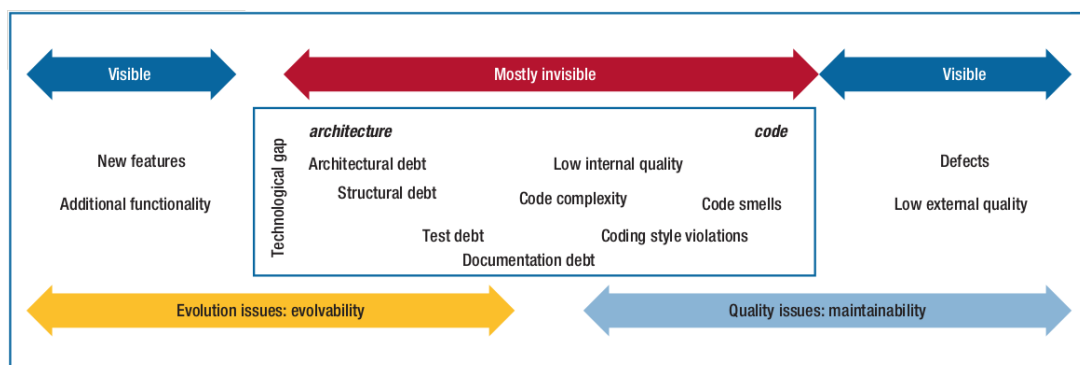 Visible
Mostly invisible
Visible
Technological gap
architecture
code
New features
Architectural debt
Low internal quality
Defects
Structural debt
Code complexity
Code smells
Additional functionality
Low external quality
Test debt
Coding style violations
Documentation debt
Evolution issues: evolvability
Quality issues: maintainability